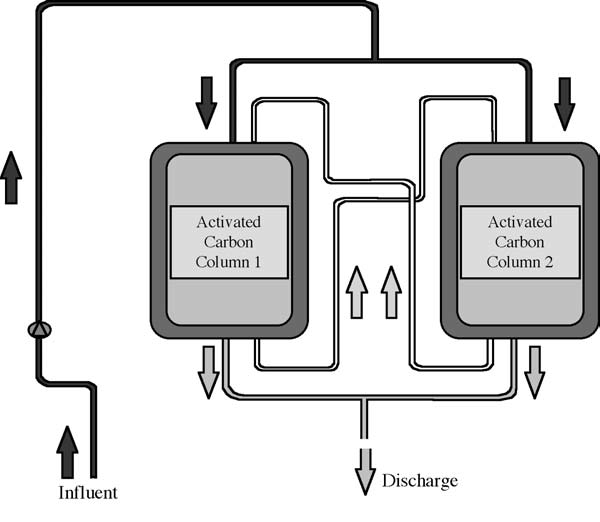 Activated
Carbon
Column 1
Activated
Carbon
Column 2
Discharge
Influent